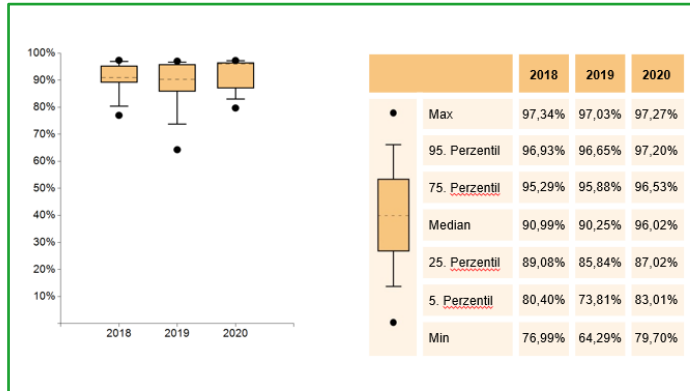 100%
90%
80%
70%
60%
50%
40%
30%
20%
10%
2018 2019 2020
2018 2019 2020
Max 97,34% 97,03% 97,27%
95. Perzentil 96,93% 96,65% 97,20%
75. Perzentil 95,29% 95,88% 96,53%
Median 90,99% 90,25% 96,02%
25. Perzentil 89,08% 85,84% 87,02%
5. Perzentil 80,40% 73,81% 83,01%
Min 76,99% 64,29% 79,70%